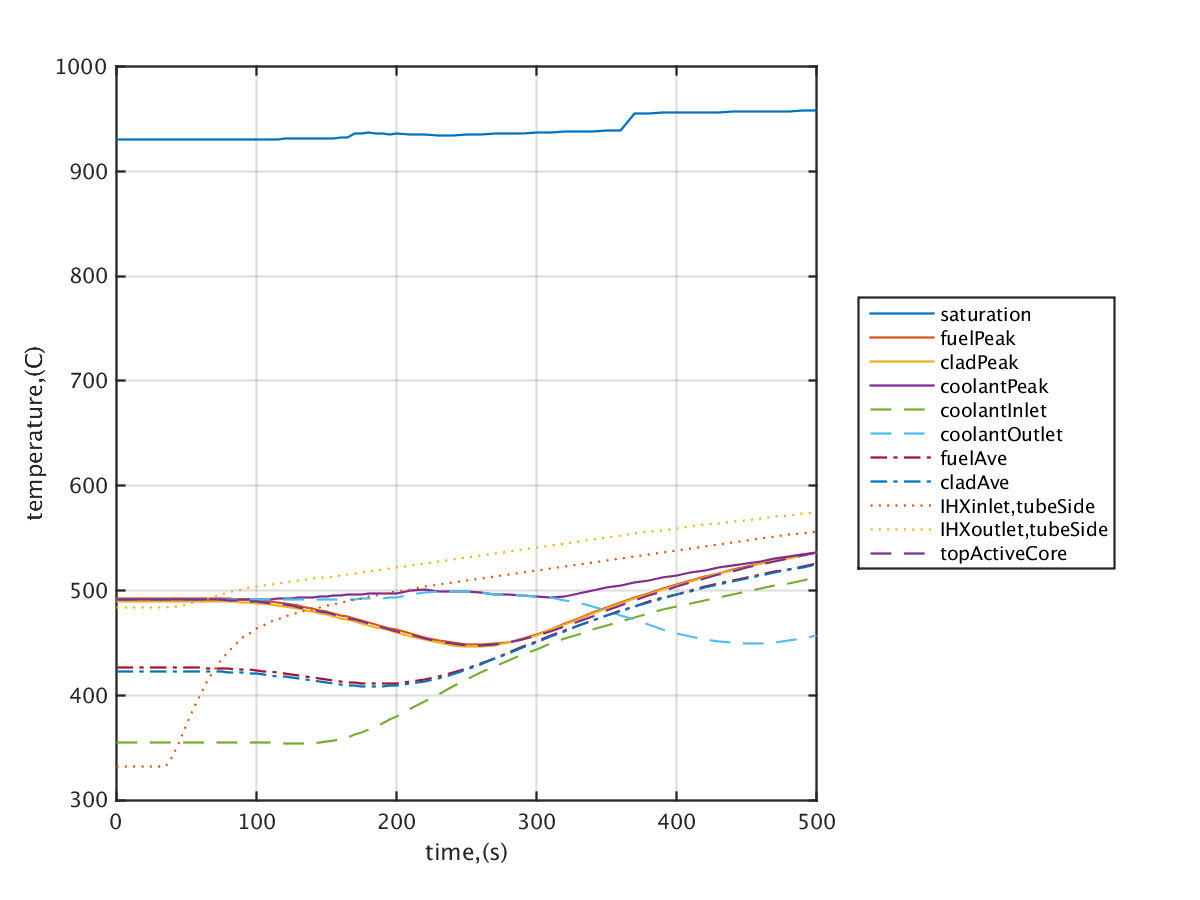 1000
900
800
700
600
500
400
300
0 100 200 300 400 500
temperature,(C)
time,(s)
saturation
fuelPeak
cladPeak
coolantPeak
coolantInlet
coolantOutlet
fuelAve
cladAve
IHXinlet,tubeSide
IHXoutlet,tubeSide
topActiveCore